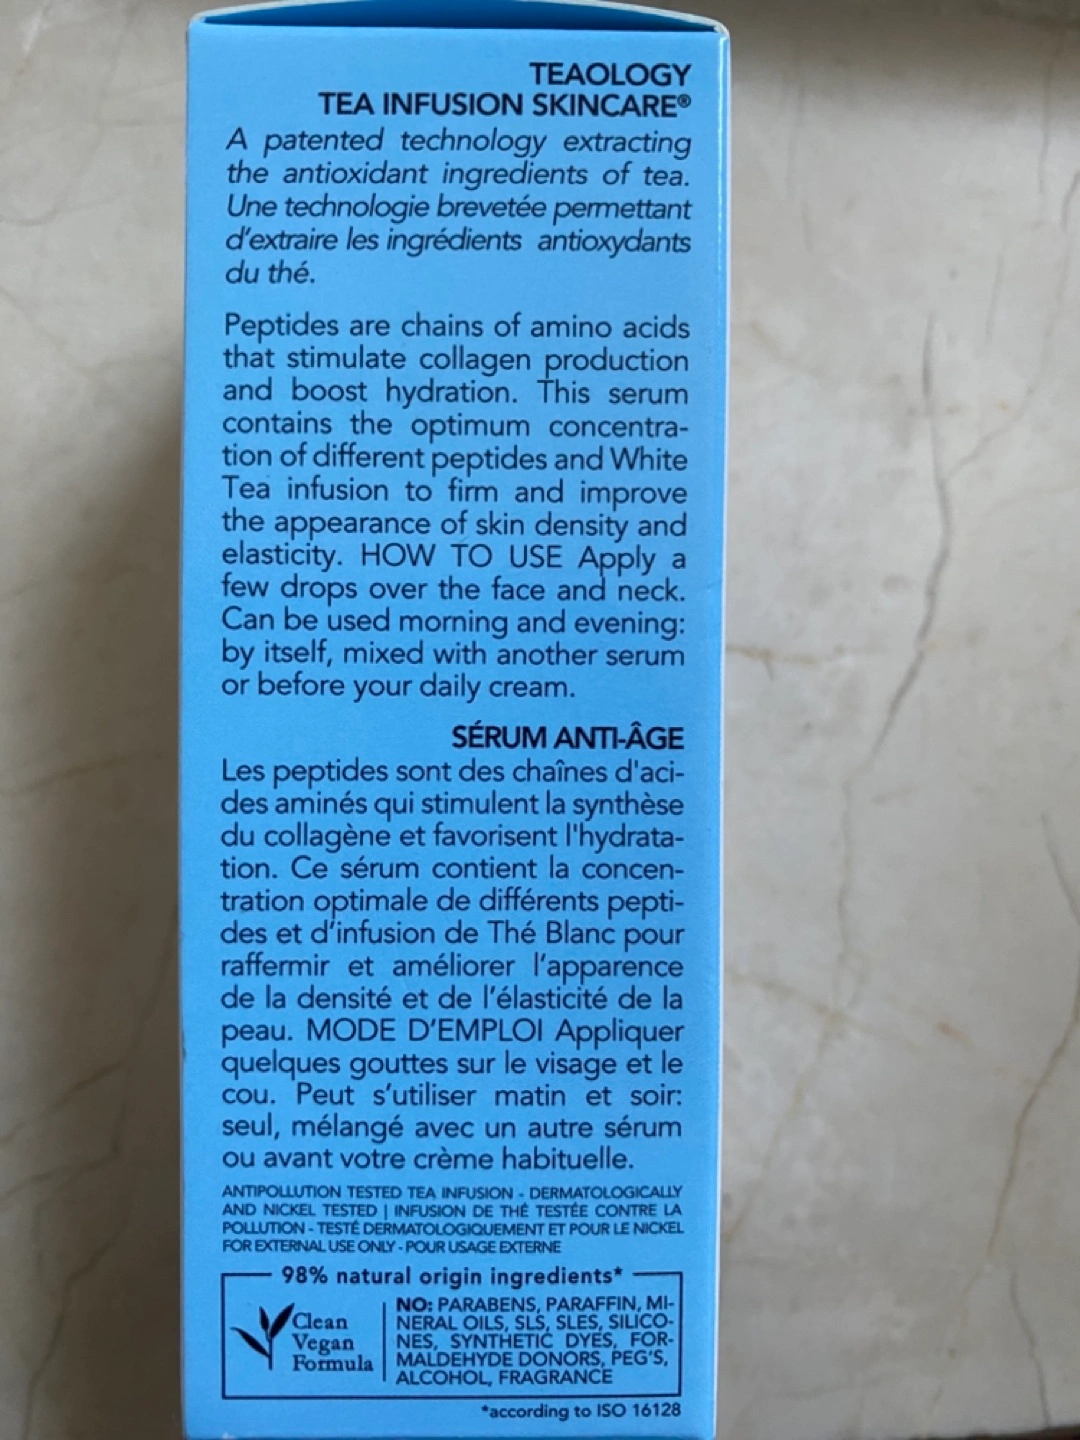 TEAOLOGY
TEA INFUSION SKINCARE®
A patented technology extracting
the antioxidant ingredients of tea.
Une technologie brevetée permettant
d'extraire les ingrédients antioxydants
du thé.
Peptides are chains of amino acids
that stimulate collagen production
and boost hydration. This serum
contains the optimum concentra-
tion of different peptides and White
Tea infusion to firm and improve
the appearance of skin density and
elasticity. HOW TO USE Apply a
few drops over the face and neck.
Can be used morning and evening:
by itself, mixed with another serum
or before your daily cream.
SÉRUM ANTI-ÂGE
Les peptides sont des chaînes d'aci-
des aminés qui stimulent la synthèse
du collagène et favorisent l'hydrata-
tion. Ce sérum contient la concen-
tration optimale de différents pepti-
des et d'infusion de Thé Blanc pour
raffermir et améliorer l'apparence
de la densité et de l'élasticité de la
peau. MODE D'EMPLOI Appliquer
quelques gouttes sur le visage et le
cou. Peut s'utiliser matin et soir:
seul, mélangé avec un autre sérum
ou avant votre crème habituelle.
ANTIPOLLUTION TESTED TEA INFUSION - DERMATOLOGICALLY
AND NICKEL TESTED | INFUSION DE THÉ TESTÉE CONTRE LA
POLLUTION - TESTÉ DERMATOLOGIQUEMENT ET POUR LE NICKEL
FOR EXTERNAL USE ONLY - POUR USAGE EXTERNE
98% natural origin ingredients*
Clean
Vegan
Formula
NO: PARABENS, PARAFFIN, MI-
NERAL OILS, SLS, SLES, SILICO-
NES, SYNTHETIC DYES, FOR-
MALDEHYDE DONORS, PEG'S,
ALCOHOL, FRAGRANCE
*according to ISO 16128